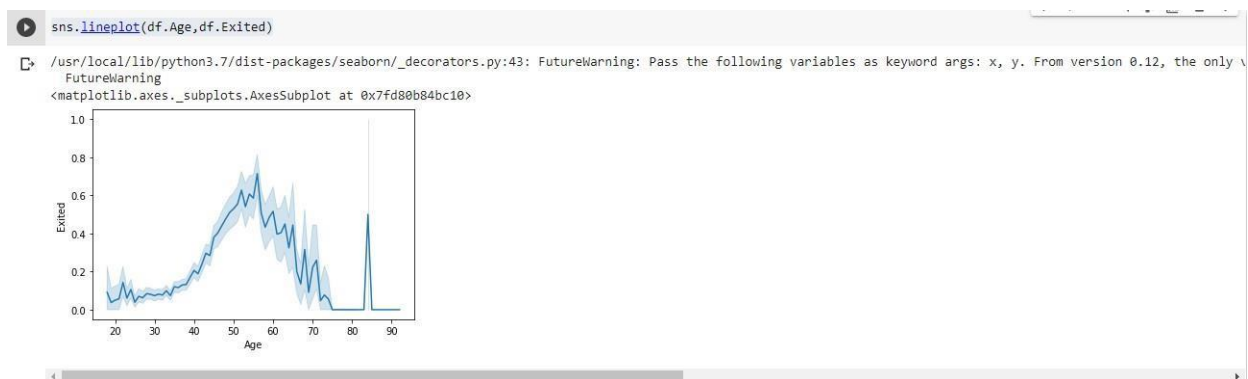 sns.lineplot(df.Age,df.Exited)
/usr/local/lib/python3.7/dist-packages/seaborn/_decorators.py:43: FutureWarning: Pass the following variables as keyword args: x, y. From version 0.12, the only
FutureWarning
<matplotlib.axes._subplots.AxesSubplot at 0x7fd80b84bc10>
1.0
0.8
0.6
0.4
0.2
0.0
Exited
20 30 40 50 60 70 80 90
Age